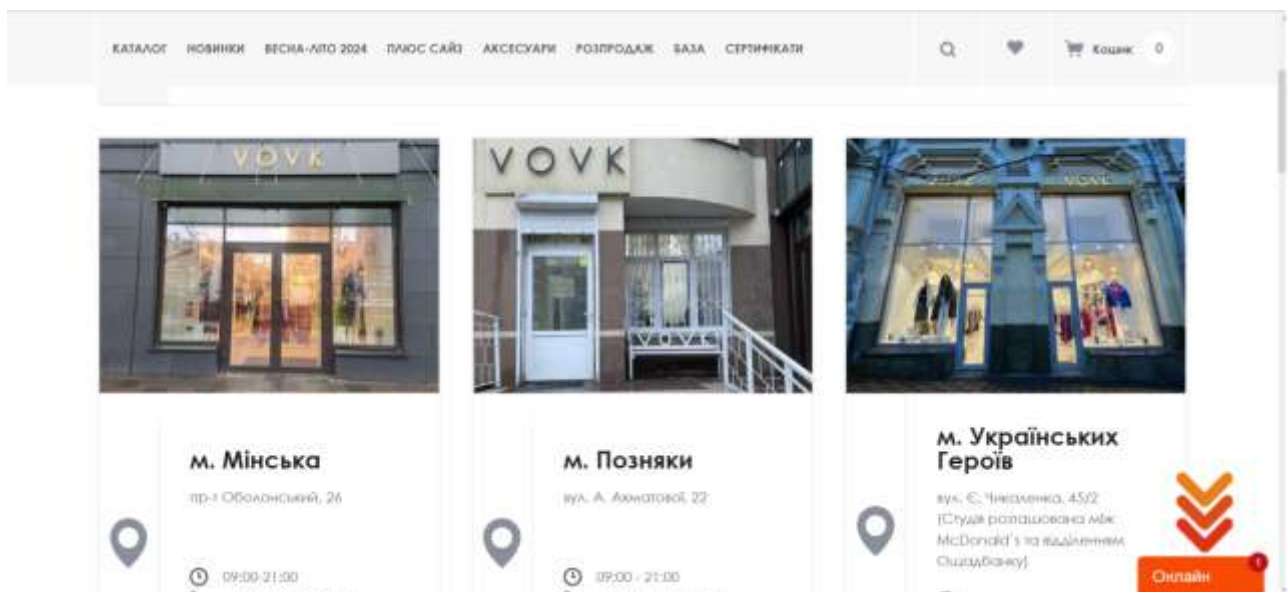 КАТАЛОГ НОВИНКИ ВЕСНА-ЛІТО 2024 ПЛЮС САЙЗ АКСЕСУАРИ РОЗПРОДАЖ БАЗА СЕРТИФІКАТИ Кошик 0
VOVK
VOVK
VOVK
VOVK
м. Мінська
пр-т Оболонський, 26
09:00-21:00
м. Позняки
вул. А. Ахматової, 22
09:00 - 21:00
м. Українських
Героїв
вул. Є. Чикаленка, 45/2
(Студія розташована між
McDonald's та відділенням
Ощадбанку)
Онлайн